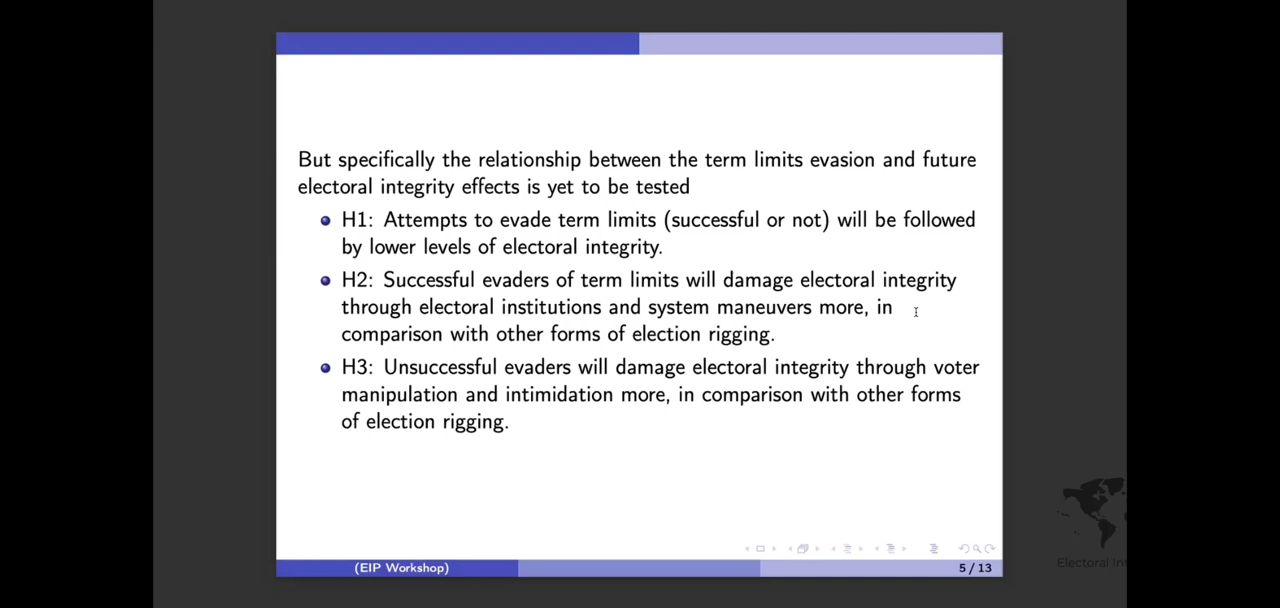 But specifically the relationship between the term limits evasion and future
electoral integrity effects is yet to be tested
H1: Attempts to evade term limits (successful or not) will be followed
by lower levels of electoral integrity.
H2: Successful evaders of term limits will damage electoral integrity
through electoral institutions and system maneuvers more, in
comparison with other forms of election rigging.
H3: Unsuccessful evaders will damage electoral integrity through voter
manipulation and intimidation more, in comparison with other forms
of election rigging.
(EIP Workshop)
5 / 13
Electoral Int